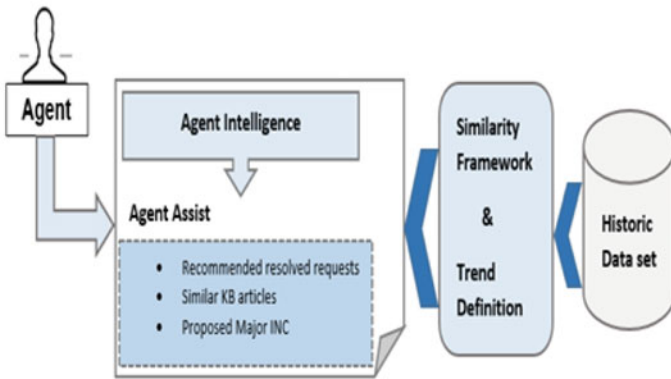 Agent
Agent Intelligence
Agent Assist
• Recommended resolved requests
• Similar KB articles
• Proposed Major INC
Similarity
Framework
&
Trend
Definition
Historic
Data set